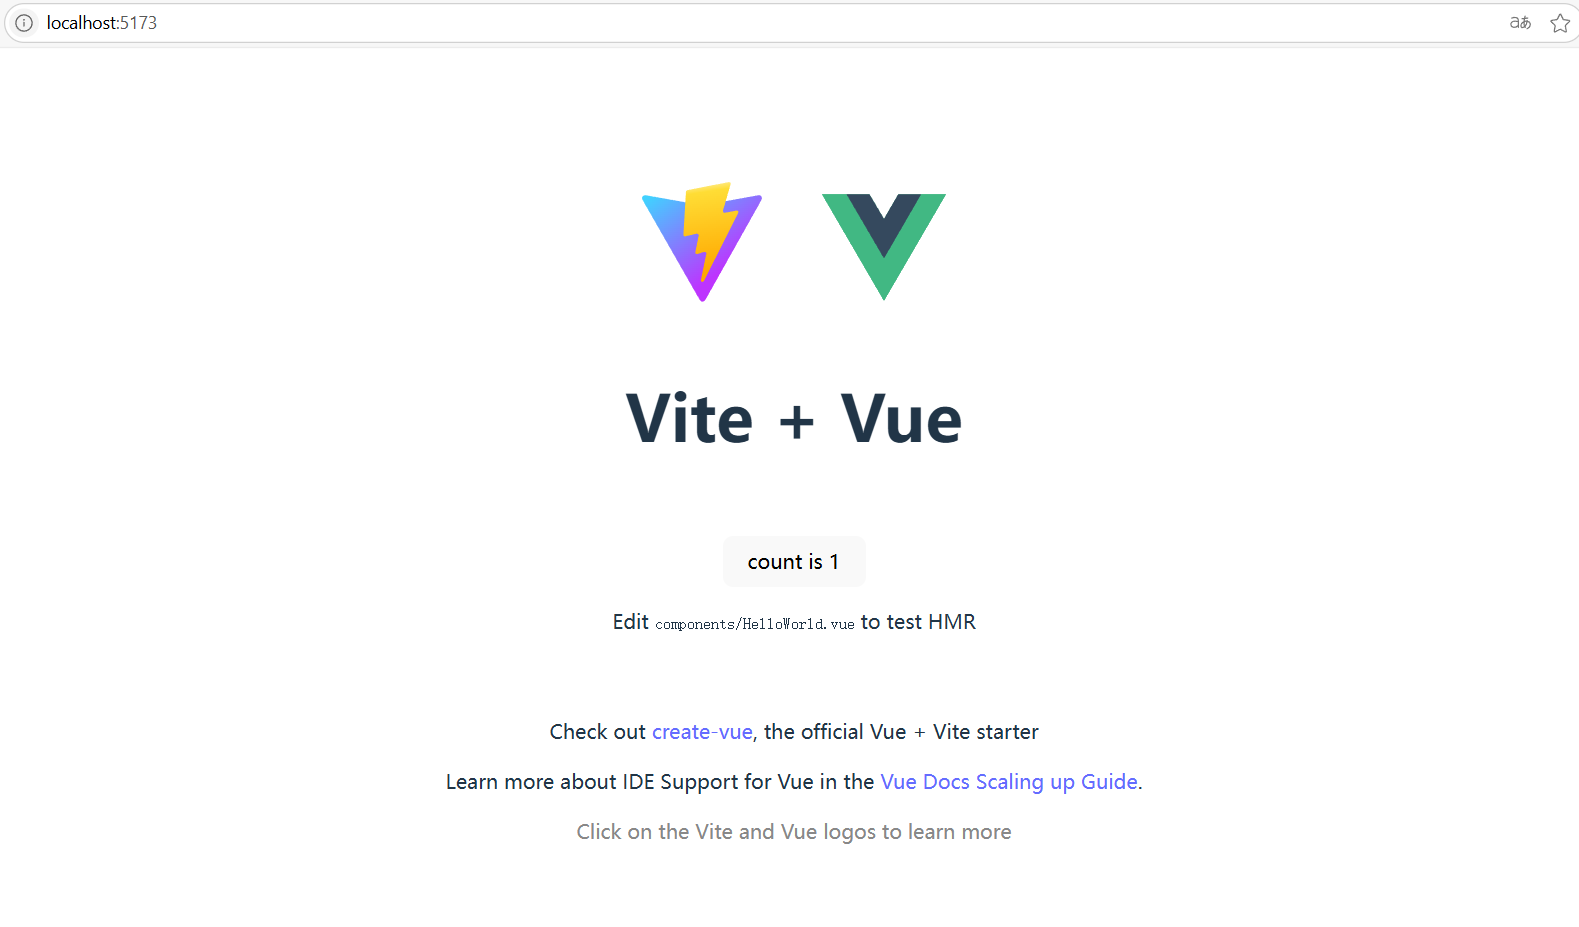 localhost:5173
aあ
Vite + Vue
count is 1
Edit components/HelloWorld.vue to test HMR
Check out create-vue, the official Vue + Vite starter
Learn more about IDE Support for Vue in the Vue Docs Scaling up Guide.
Click on the Vite and Vue logos to learn more